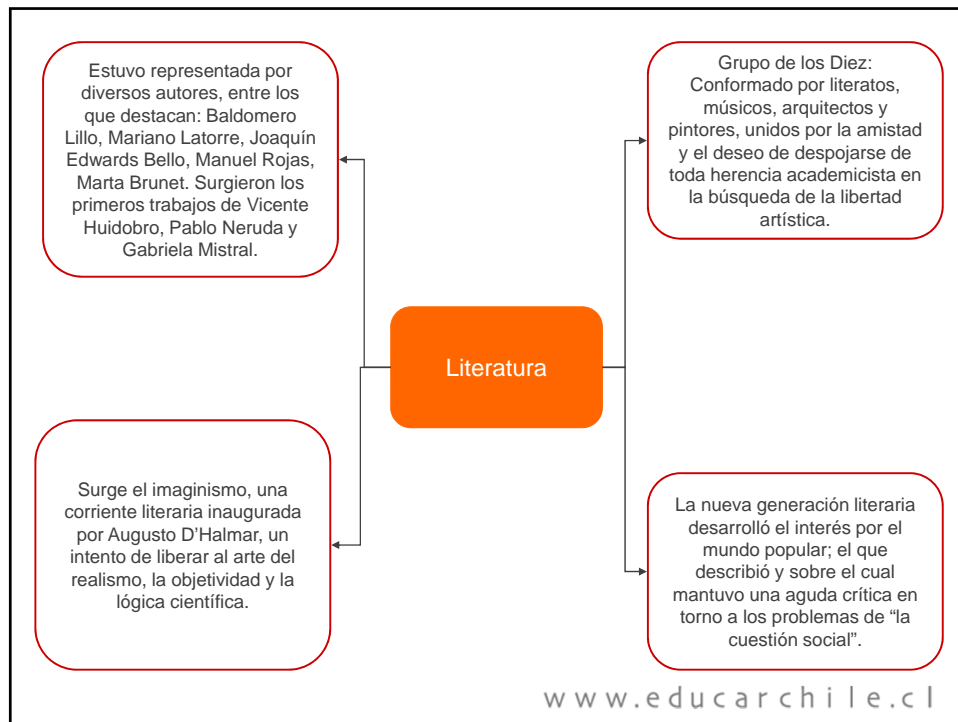 Estuvo representada por
diversos autores, entre los
que destacan: Baldomero
Lillo, Mariano Latorre, Joaquín
Edwards Bello, Manuel Rojas,
Marta Brunet. Surgieron los
primeros trabajos de Vicente
Huidobro, Pablo Neruda y
Gabriela Mistral.
Grupo de los Diez:
Conformado por literatos,
músicos, arquitectos y
pintores, unidos por la amistad
y el deseo de despojarse de
toda herencia academicista en
la búsqueda de la libertad
artística.
Literatura
Surge el imaginismo, una
corriente literaria inaugurada
por Augusto D’Halmar, un
intento de liberar al arte del
realismo, la objetividad y la
lógica científica.
La nueva generación literaria
desarrolló el interés por el
mundo popular; el que
describió y sobre el cual
mantuvo una aguda crítica en
torno a los problemas de “la
cuestión social”.
www.educarchile.cl